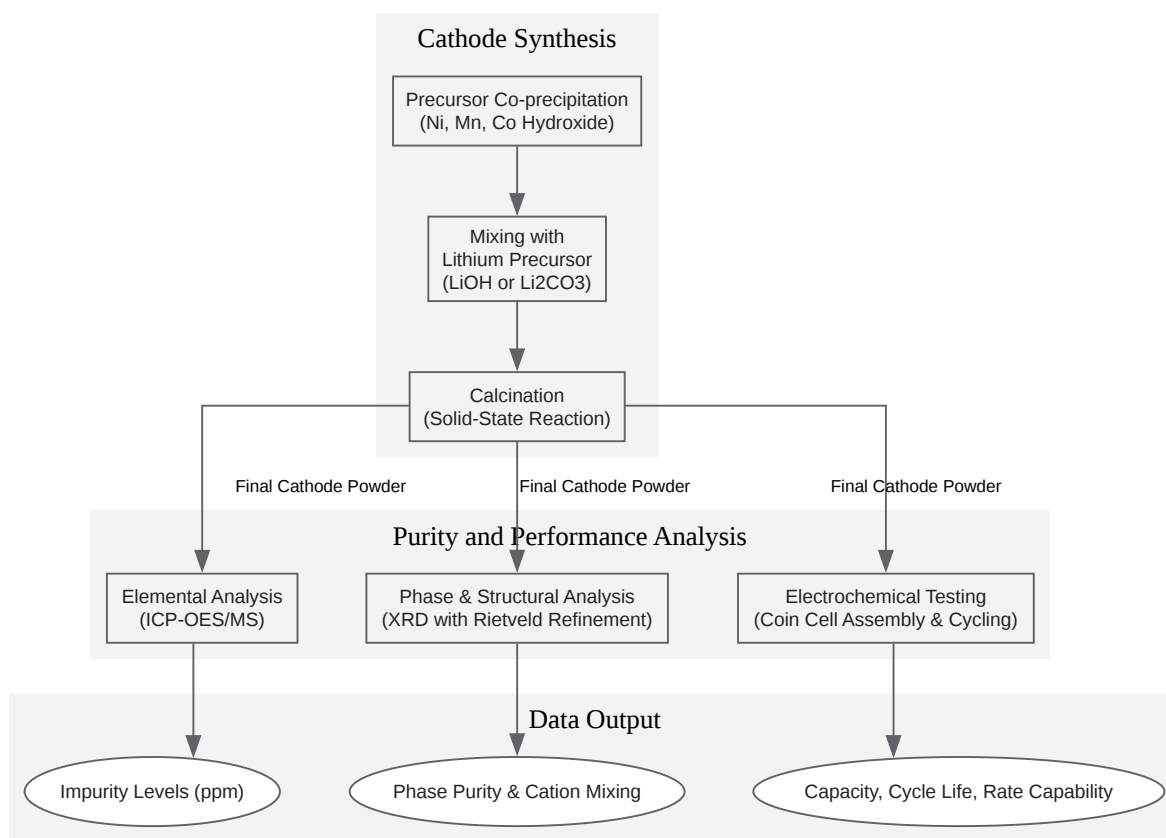 Cathode Synthesis
Precursor Co-precipitation
(Ni, Mn, Co Hydroxide)
Mixing with
Lithium Precursor
(LiOH or Li2CO3)
Calcination
(Solid-State Reaction)
Final Cathode Powder
Final Cathode Powder
Final Cathode Powder
Purity and Performance Analysis
Elemental Analysis
(ICP-OES/MS)
Phase & Structural Analysis
(XRD with Rietveld Refinement)
Electrochemical Testing
(Coin Cell Assembly & Cycling)
Data Output
Impurity Levels (ppm)
Phase Purity & Cation Mixing
Capacity, Cycle Life, Rate Capability